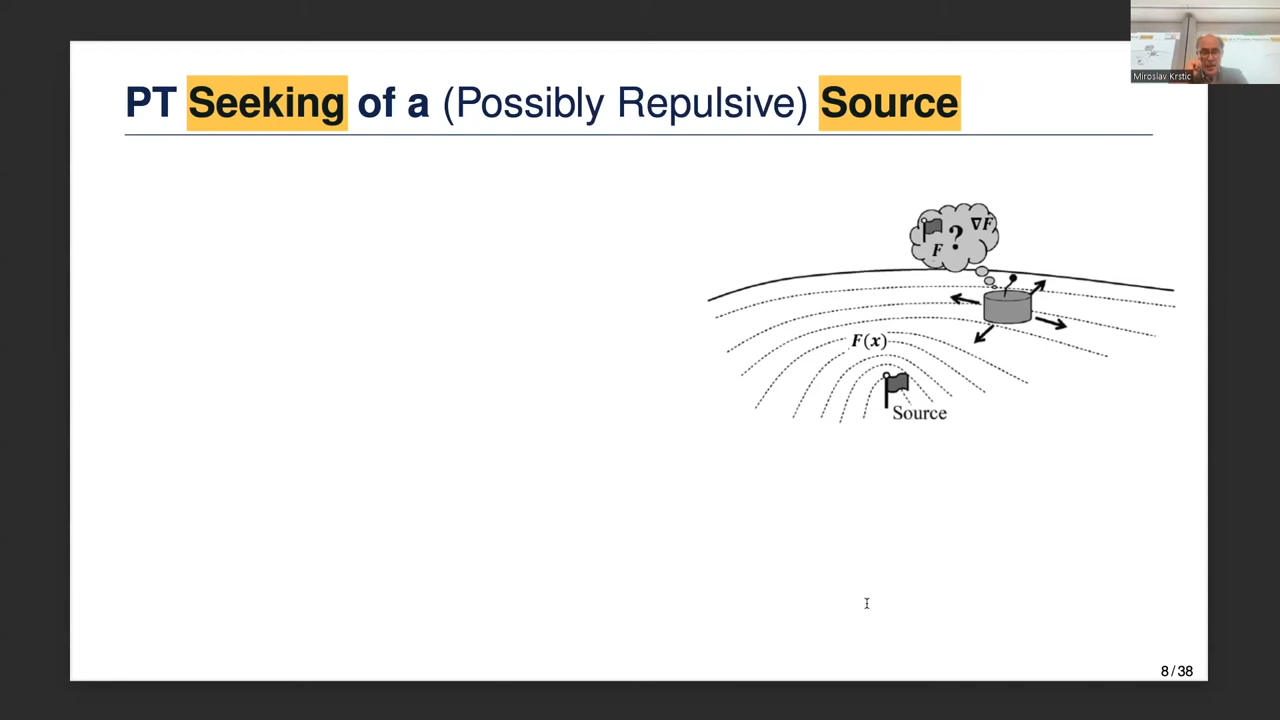 Miroslav Krstic
PT Seeking of a (Possibly Repulsive) Source
? ∇F
F
F(x)
Source
8 / 38